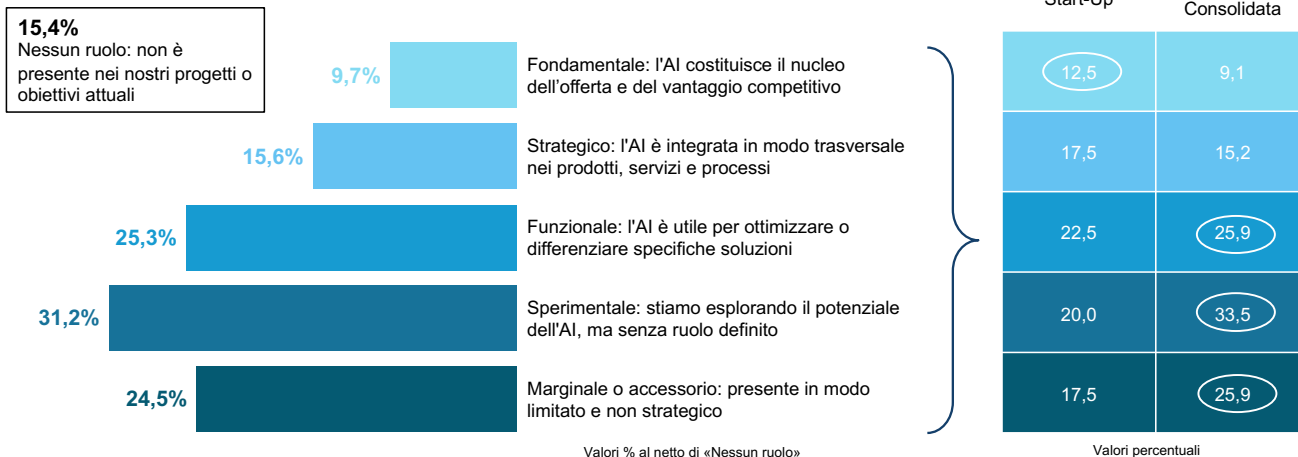 15,4%
Nessun ruolo: non è
presente nei nostri progetti o
obiettivi attuali
9,7%
Fondamentale: l'AI costituisce il nucleo
dell'offerta e del vantaggio competitivo
15,6%
Strategico: l'AI è integrata in modo trasversale
nei prodotti, servizi e processi
25,3%
Funzionale: l'AI è utile per ottimizzare o
differenziare specifiche soluzioni
31,2%
Sperimentale: stiamo esplorando il potenziale
dell'AI, ma senza ruolo definito
24,5%
Marginale o accessorio: presente in modo
limitato e non strategico
Valori % al netto di «Nessun ruolo»
Start-Up
Consolidata
12,5
9,1
17,5
15,2
22,5
25,9
20,0
33,5
17,5
25,9
Valori percentuali